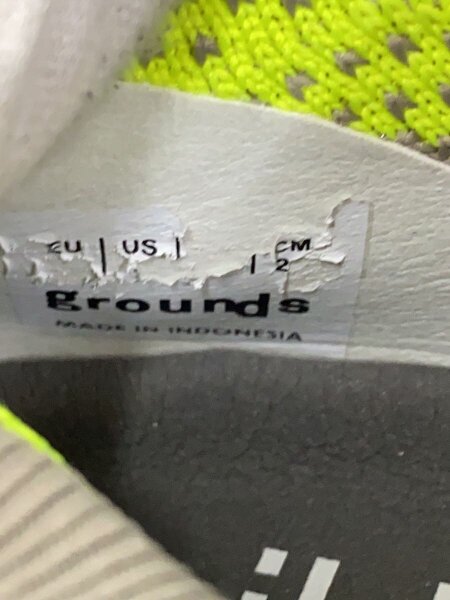 EU | US | CM
| 2
grounds
MADE IN INDONESIA